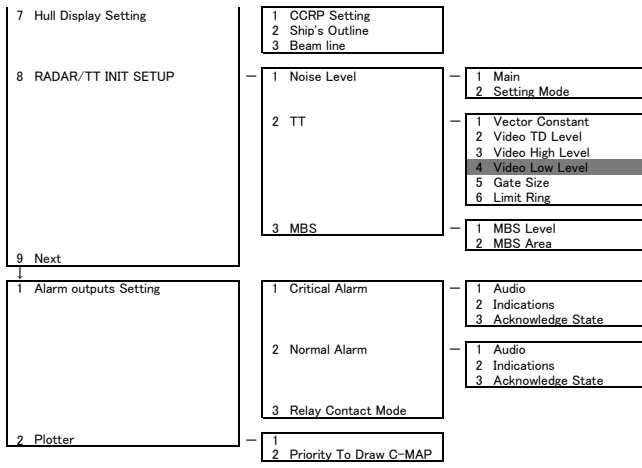 7 Hull Display Setting
1 CCRP Setting
2 Ship's Outline
3 Beam line
8 RADAR/TT INIT SETUP
1 Noise Level
1 Main
2 Setting Mode
2 TT
1 Vector Constant
2 Video TD Level
3 Video High Level
4 Video Low Level
5 Gate Size
6 Limit Ring
3 MBS
1 MBS Level
2 MBS Area
9 Next
↓
1 Alarm outputs Setting
1 Critical Alarm
1 Audio
2 Indications
3 Acknowledge State
2 Normal Alarm
1 Audio
2 Indications
3 Acknowledge State
3 Relay Contact Mode
2 Plotter
1
2 Priority To Draw C-MAP